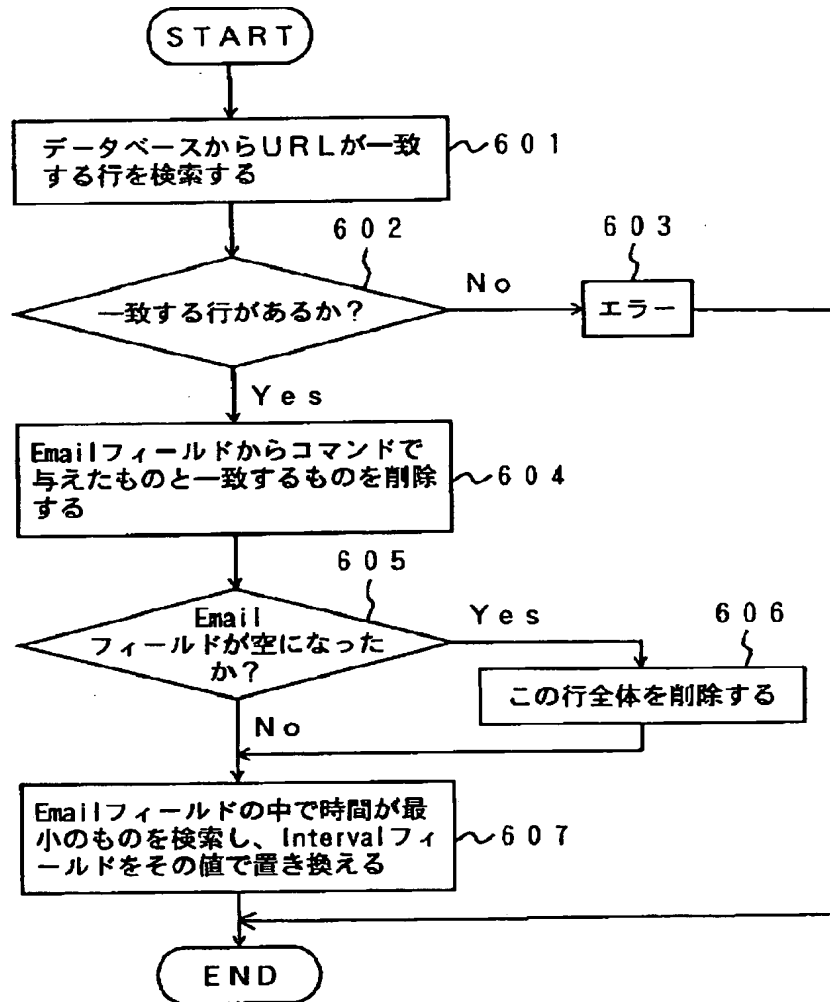 START
データベースからURLが一致
する行を検索する
601
602
一致する行があるか?
No
603
エラー
Yes
Emailフィールドからコマンドで
与えたものと一致するものを削除
する
604
605
Email
フィールドが空になった
か?
Yes
606
この行全体を削除する
No
Emailフィールドの中で時間が最
小のものを検索し、Intervalフィ
ールドをその値で置き換える
607
END